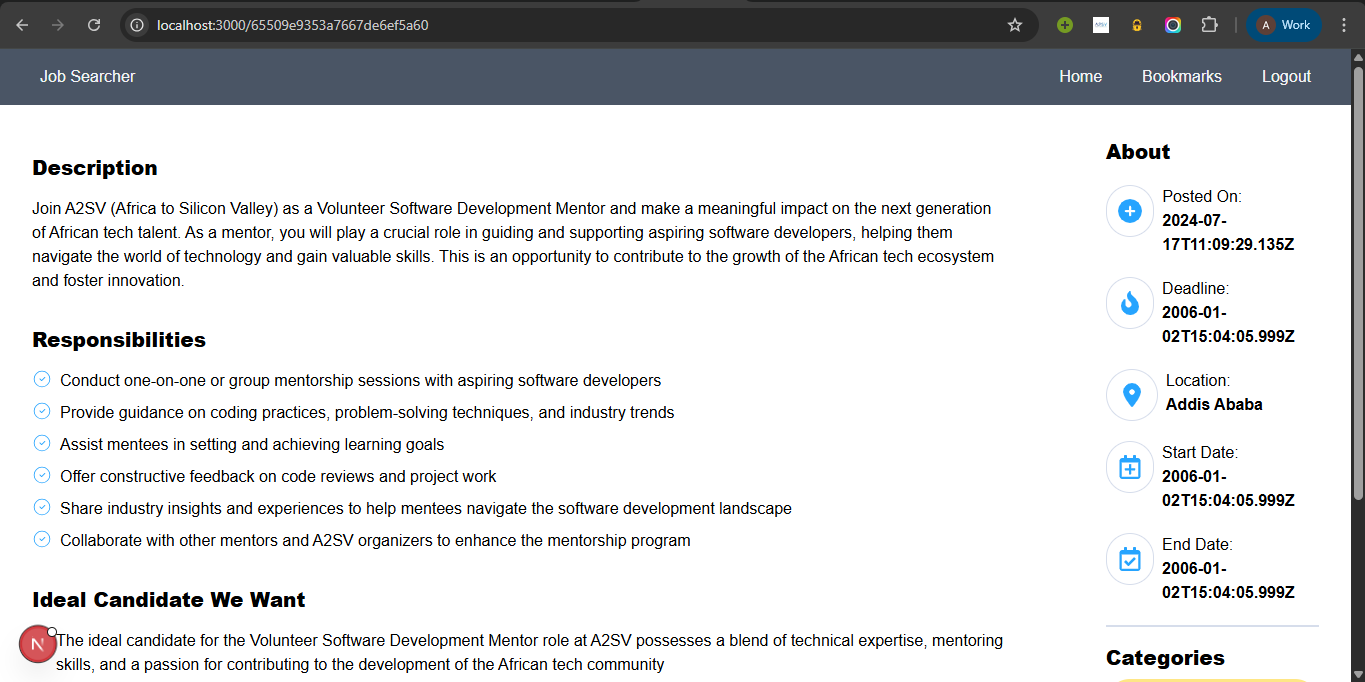 localhost:3000/65509e9353a7667de6ef5a60
A Work
Job Searcher
Home Bookmarks Logout
Description
Join A2SV (Africa to Silicon Valley) as a Volunteer Software Development Mentor and make a meaningful impact on the next generation
of African tech talent. As a mentor, you will play a crucial role in guiding and supporting aspiring software developers, helping them
navigate the world of technology and gain valuable skills. This is an opportunity to contribute to the growth of the African tech ecosystem
and foster innovation.
Responsibilities
Conduct one-on-one or group mentorship sessions with aspiring software developers
Provide guidance on coding practices, problem-solving techniques, and industry trends
Assist mentees in setting and achieving learning goals
Offer constructive feedback on code reviews and project work
Share industry insights and experiences to help mentees navigate the software development landscape
Collaborate with other mentors and A2SV organizers to enhance the mentorship program
Ideal Candidate We Want
N
The ideal candidate for the Volunteer Software Development Mentor role at A2SV possesses a blend of technical expertise, mentoring
skills, and a passion for contributing to the development of the African tech community
About
Posted On:
2024-07-
17T11:09:29.135Z
Deadline:
2006-01-
02T15:04:05.999Z
Location:
Addis Ababa
Start Date:
2006-01-
02T15:04:05.999Z
End Date:
2006-01-
02T15:04:05.999Z
Categories